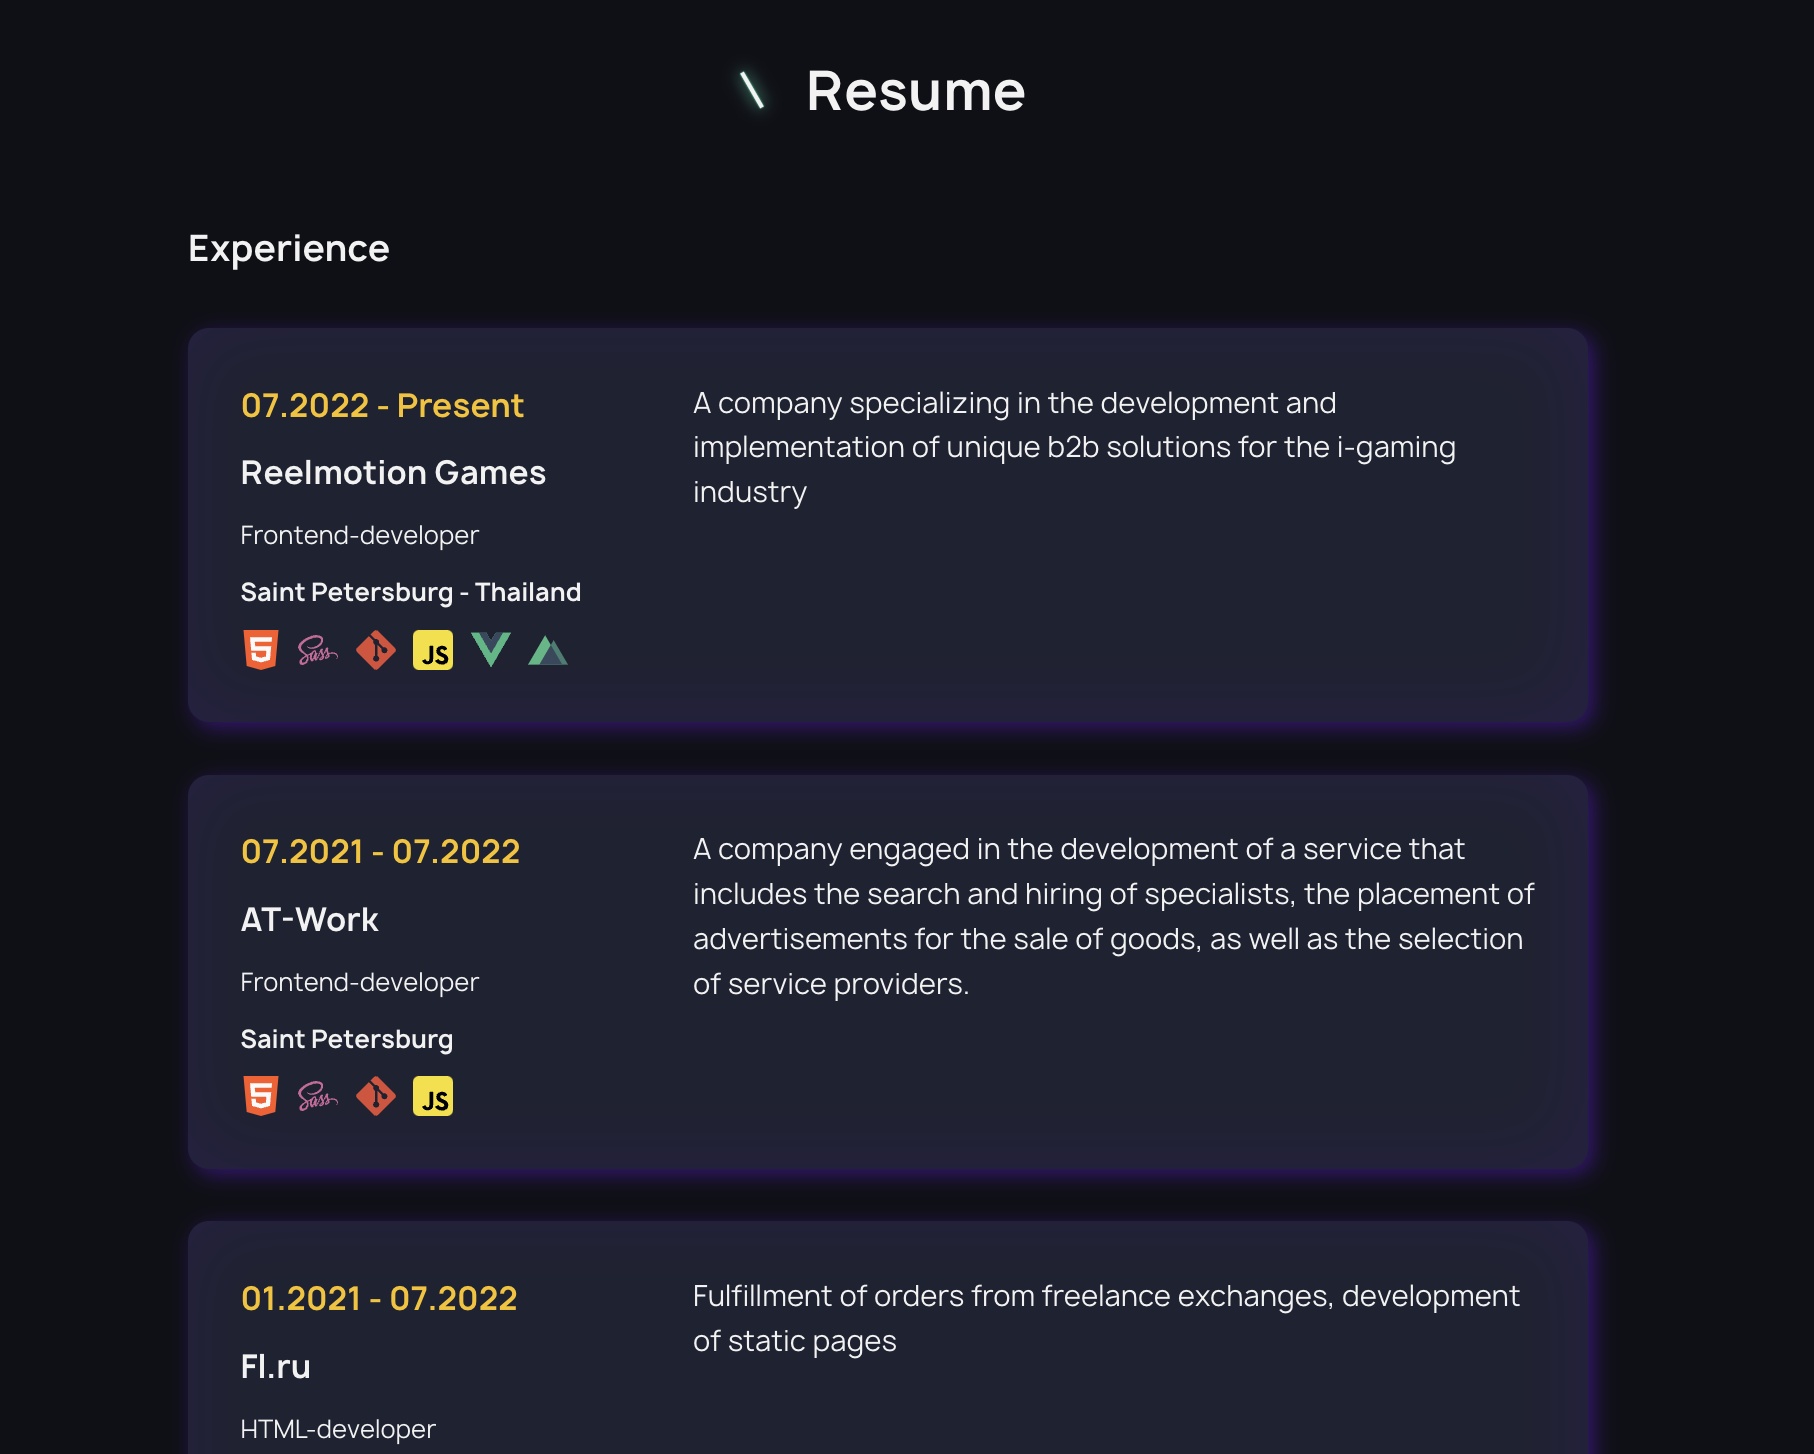 \ Resume
Experience
07.2022 - Present
Reelmotion Games
Frontend-developer
Saint Petersburg - Thailand
5 Sass JS
A company specializing in the development and
implementation of unique b2b solutions for the i-gaming
industry
07.2021 - 07.2022
AT-Work
Frontend-developer
Saint Petersburg
5 Sass JS
A company engaged in the development of a service that
includes the search and hiring of specialists, the placement of
advertisements for the sale of goods, as well as the selection
of service providers.
01.2021 - 07.2022
Fl.ru
HTML-developer
Fulfillment of orders from freelance exchanges, development
of static pages